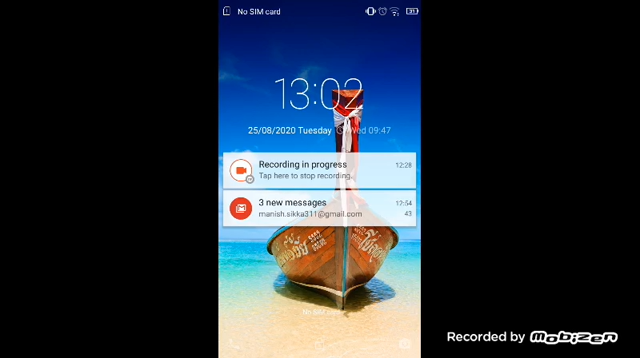 No SIM card
31
13:02
25/08/2020 Tuesday Wed 09:47
Recording in progress 12:28
Tap here to stop recording.
3 new messages 12:54
manish.sikka311@gmail.com 43
No SIM card
Recorded by mobizen